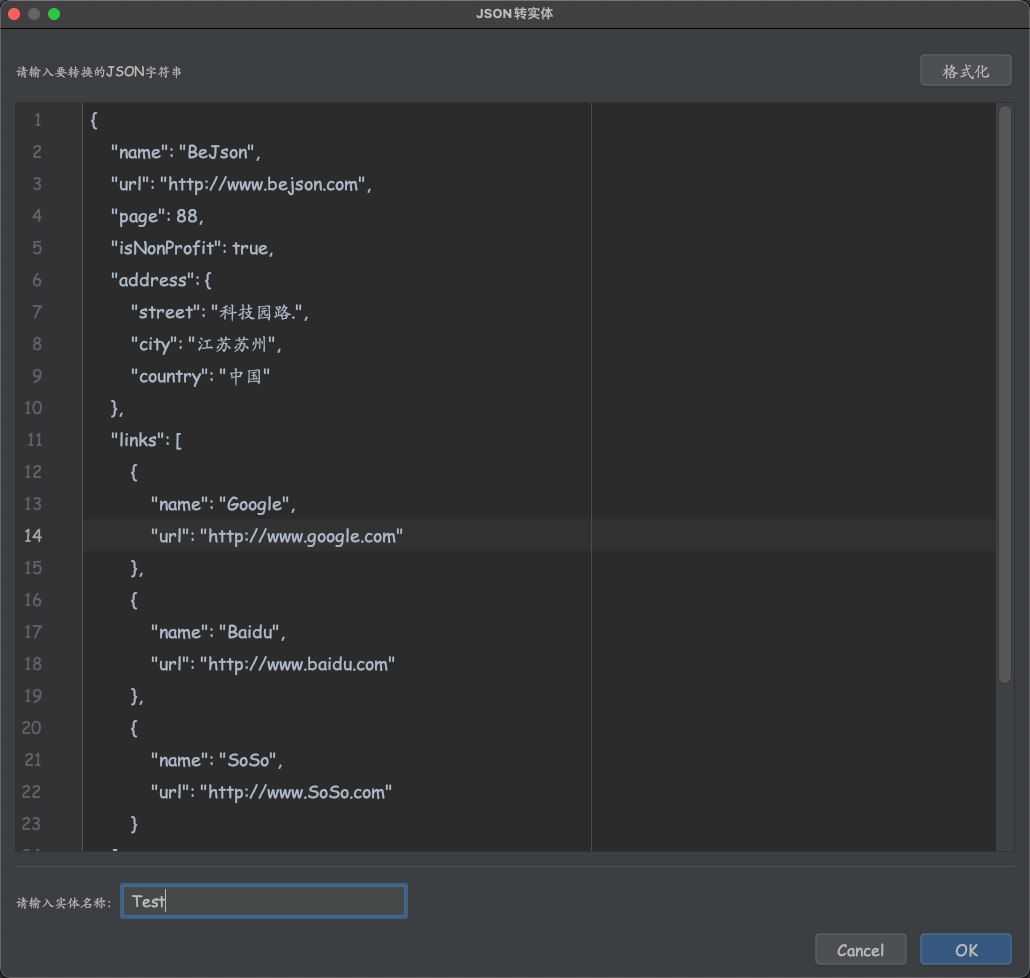 JSON转实体
请输入要转换的JSON字符串
格式化
1 {
2 "name": "BeJson",
3 "url": "http://www.bejson.com",
4 "page": 88,
5 "isNonProfit": true,
6 "address": {
7 "street": "科技园路.",
8 "city": "江苏苏州",
9 "country": "中国"
10 },
11 "links": [
12 {
13 "name": "Google",
14 "url": "http://www.google.com"
15 },
16 {
17 "name": "Baidu",
18 "url": "http://www.baidu.com"
19 },
20 {
21 "name": "SoSo",
22 "url": "http://www.SoSo.com"
23 }
请输入实体名称: Test
Cancel OK